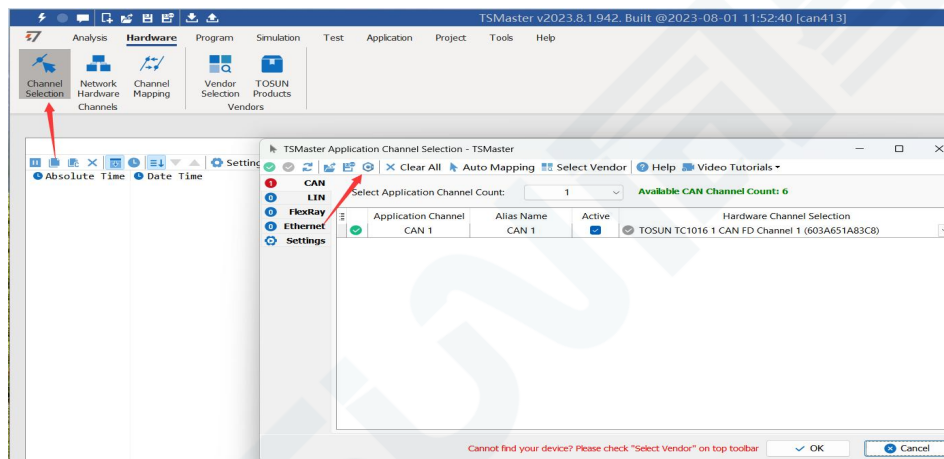 TSMaster v2023.8.1.942. Built @2023-08-01 11:52:40 [can413]
Analysis Hardware Program Simulation Test Application Project Tools Help
Channel Selection
Network Hardware
Channel Mapping
Vendor Selection
TOSUN Products
Channels
Vendors
Setting
Absolute Time Date Time
TSMaster Application Channel Selection - TSMaster
Clear All Auto Mapping Select Vendor Help Video Tutorials
1 CAN
0 LIN
0 FlexRay
0 Ethernet
Settings
Select Application Channel Count: 1 Available CAN Channel Count: 6
Application Channel Alias Name Active Hardware Channel Selection
CAN 1 CAN 1 TOSUN TC1016 1 CAN FD Channel 1 (603A651A83C8)
Cannot find your device? Please check "Select Vendor" on top toolbar OK Cancel